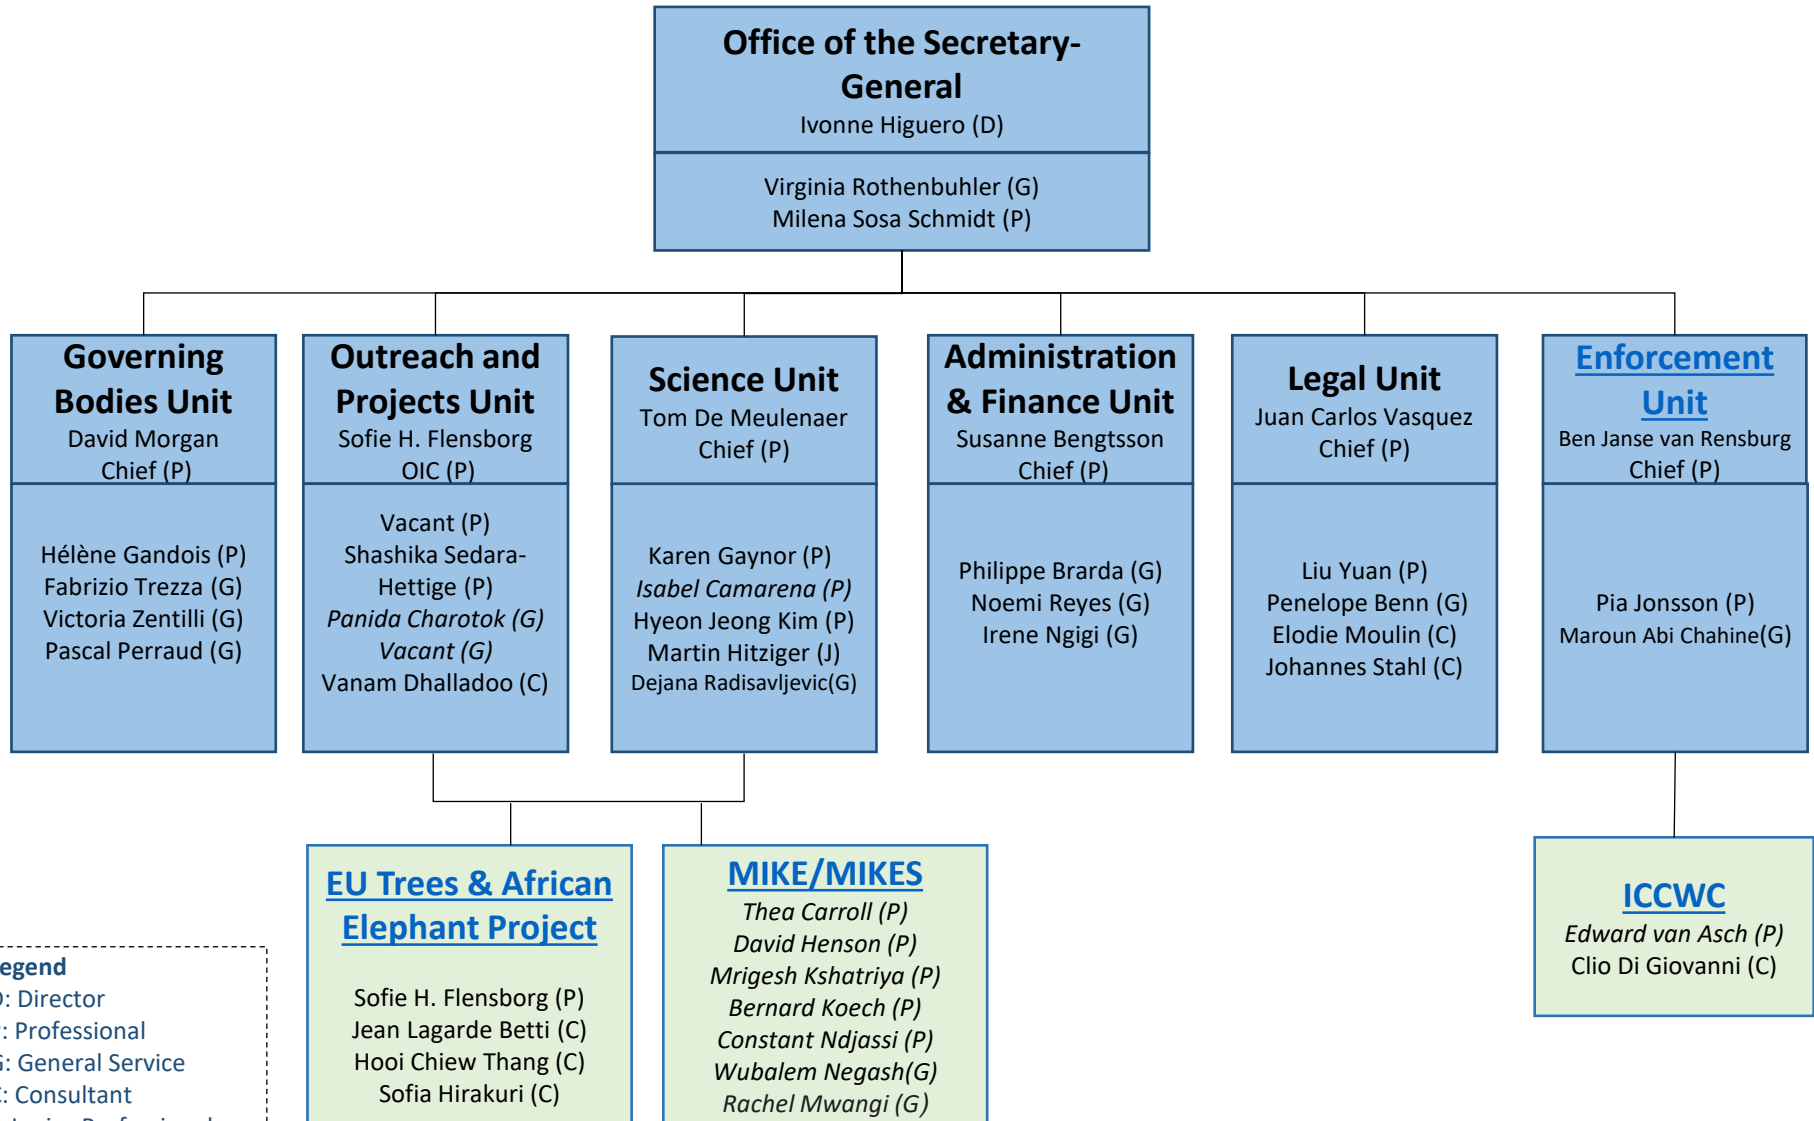 Office of the Secretary-
General
Ivonne Higuero (D)
Virginia Rothenbuhler (G)
Milena Sosa Schmidt (P)
Governing
Bodies Unit
David Morgan
Chief (P)
Hélène Gandois (P)
Fabrizio Trezza (G)
Victoria Zentilli (G)
Pascal Perraud (G)
Outreach and
Projects Unit
Sofie H. Flensborg
OIC (P)
Vacant (P)
Shashika Sedara-
Hettige (P)
Panida Charotok (G)
Vacant (G)
Vanam Dhalladoo (C)
Science Unit
Tom De Meulenaer
Chief (P)
Karen Gaynor (P)
Isabel Camarena (P)
Hyeon Jeong Kim (P)
Martin Hitziger (J)
Dejana Radisavljevic(G)
Administration
& Finance Unit
Susanne Bengtsson
Chief (P)
Philippe Brarda (G)
Noemi Reyes (G)
Irene Ngigi (G)
Legal Unit
Juan Carlos Vasquez
Chief (P)
Liu Yuan (P)
Penelope Benn (G)
Elodie Moulin (C)
Johannes Stahl (C)
Enforcement
Unit
Ben Janse van Rensburg
Chief (P)
Pia Jonsson (P)
Maroun Abi Chahine(G)
EU Trees & African
Elephant Project
Sofie H. Flensborg (P)
Jean Lagarde Betti (C)
Hooi Chiew Thang (C)
Sofia Hirakuri (C)
MIKE/MIKES
Thea Carroll (P)
David Henson (P)
Mrigesh Kshatriya (P)
Bernard Koech (P)
Constant Ndjassi (P)
Wubalem Negash(G)
Rachel Mwangi (G)
ICCWC
Edward van Asch (P)
Clio Di Giovanni (C)
egend
: Director
: Professional
: General Service
: Consultant